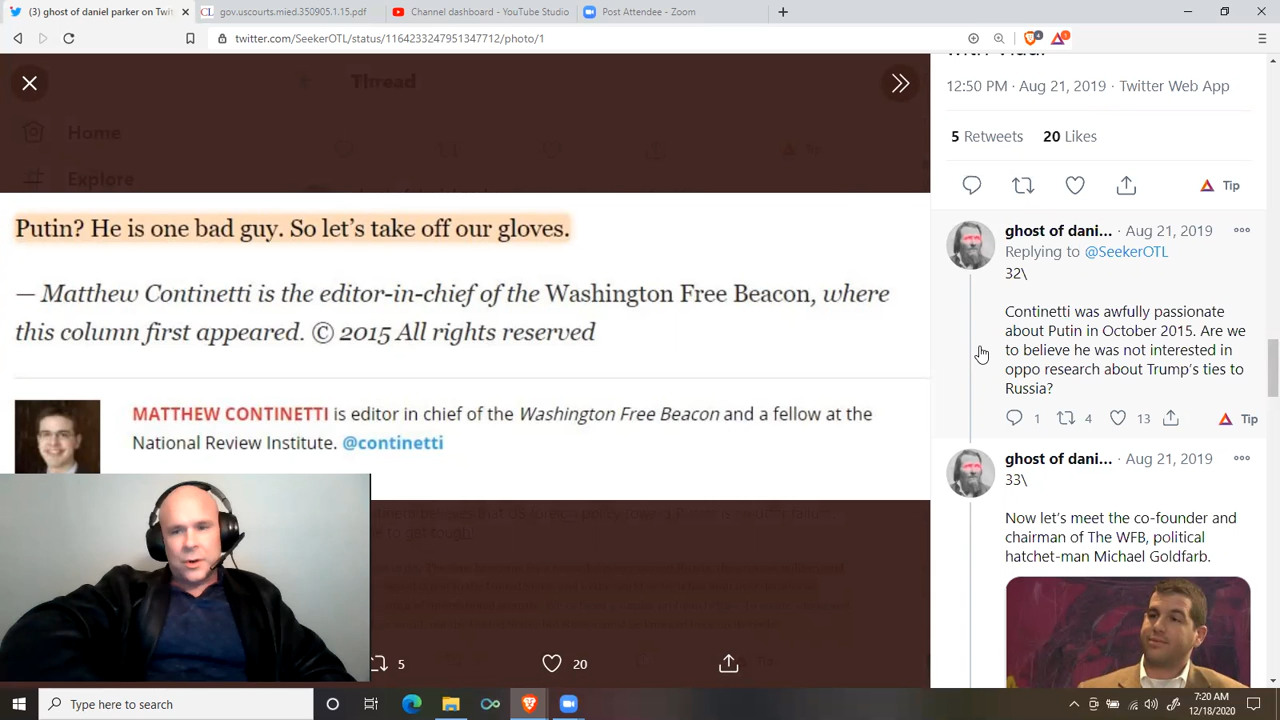 (3) ghost of daniel parker on Twit
gov.uscourts.mied.350905.1.15.pdf
Channel dashboard - YouTube Studio
Post Attendee - Zoom
twitter.com/SeekerOTL/status/1164233247951347712/photo/1
4
1
Thread
Home
Explore
Putin? He is one bad guy. So let's take off our gloves.
— Matthew Continetti is the editor-in-chief of the Washington Free Beacon, where
this column first appeared. © 2015 All rights reserved
MATTHEW CONTINETTI is editor in chief of the Washington Free Beacon and a fellow at the
National Review Institute. @continetti
5
20
12:50 PM · Aug 21, 2019 · Twitter Web App
5 Retweets 20 Likes
Tip
ghost of dani... · Aug 21, 2019
Replying to @SeekerOTL
32\
Continetti was awfully passionate
about Putin in October 2015. Are we
to believe he was not interested in
oppo research about Trump's ties to
Russia?
1 4 13 Tip
ghost of dani... · Aug 21, 2019
33\
Now let's meet the co-founder and
chairman of The WFB, political
hatchet-man Michael Goldfarb.
Type here to search
7:20 AM
12/18/2020